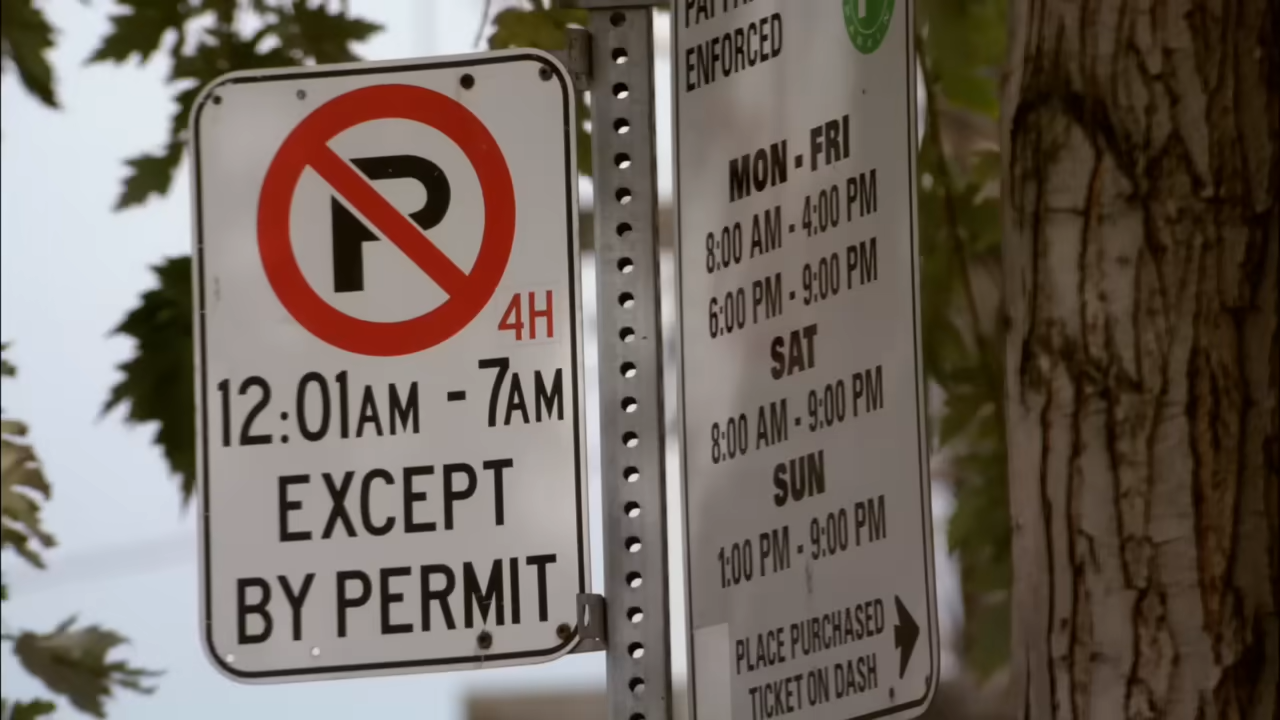 P
4H
12:01AM - 7AM
EXCEPT
BY PERMIT
ENFORCED
MON - FRI
8:00 AM - 4:00 PM
6:00 PM - 9:00 PM
SAT
8:00 AM - 9:00 PM
SUN
1:00 PM - 9:00 PM
PLACE PURCHASED
TICKET ON DASH